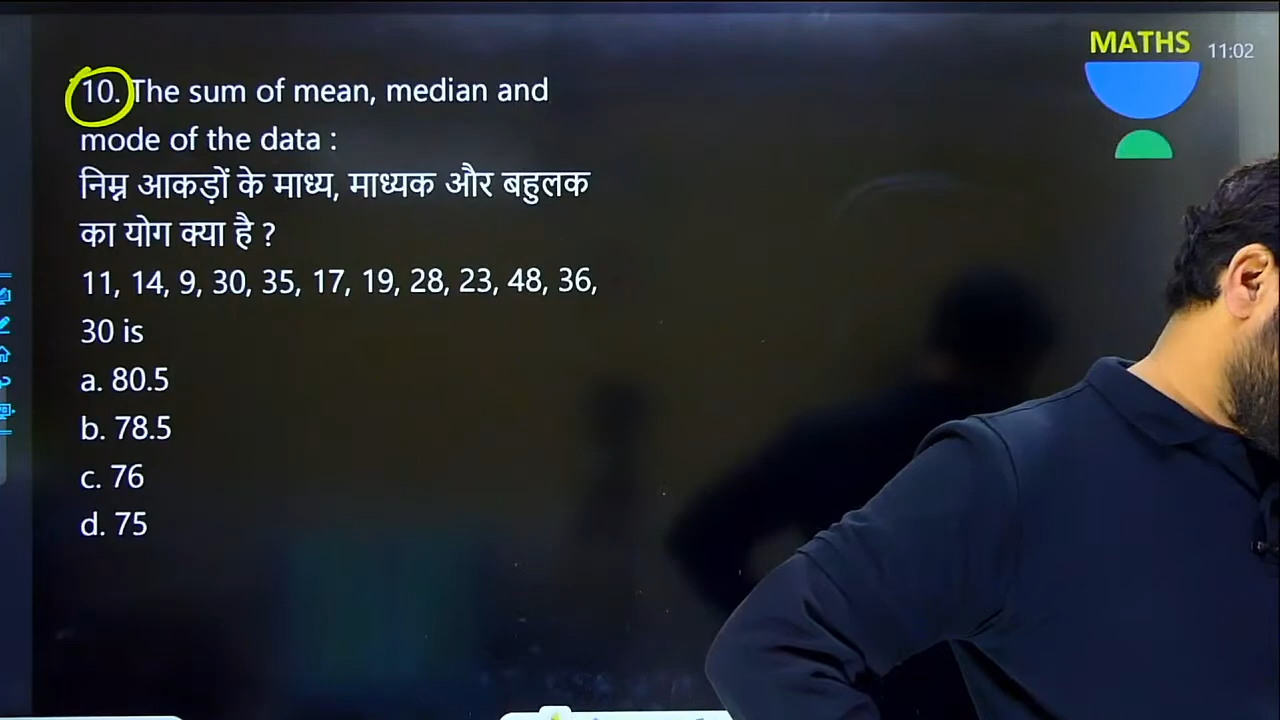 MATHS
11:02
10. The sum of mean, median and
mode of the data :
निम्न आकड़ों के माध्य, माध्यक और बहुलक
का योग क्या है ?
11, 14, 9, 30, 35, 17, 19, 28, 23, 48, 36,
30 is
a. 80.5
b. 78.5
c. 76
d. 75